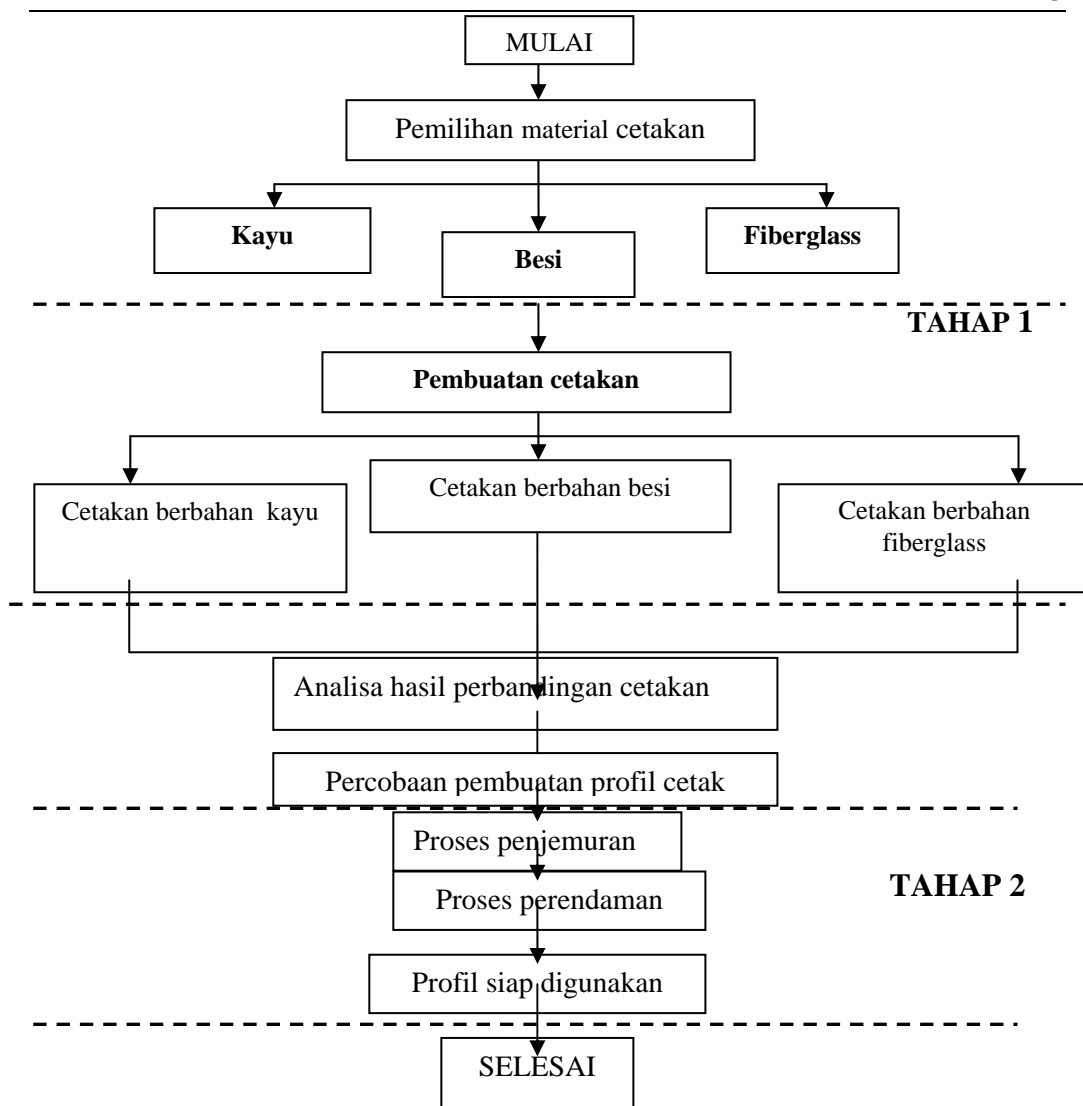 MULAI
Pemilihan material cetakan
Kayu
Besi
Fiberglass
TAHAP 1
Pembuatan cetakan
Cetakan berbahan kayu
Cetakan berbahan besi
Cetakan berbahan
fiberglass
Analisa hasil perbandingan cetakan
Percobaan pembuatan profil cetak
Proses penjemuran
Proses perendaman
TAHAP 2
Profil siap digunakan
SELESAI